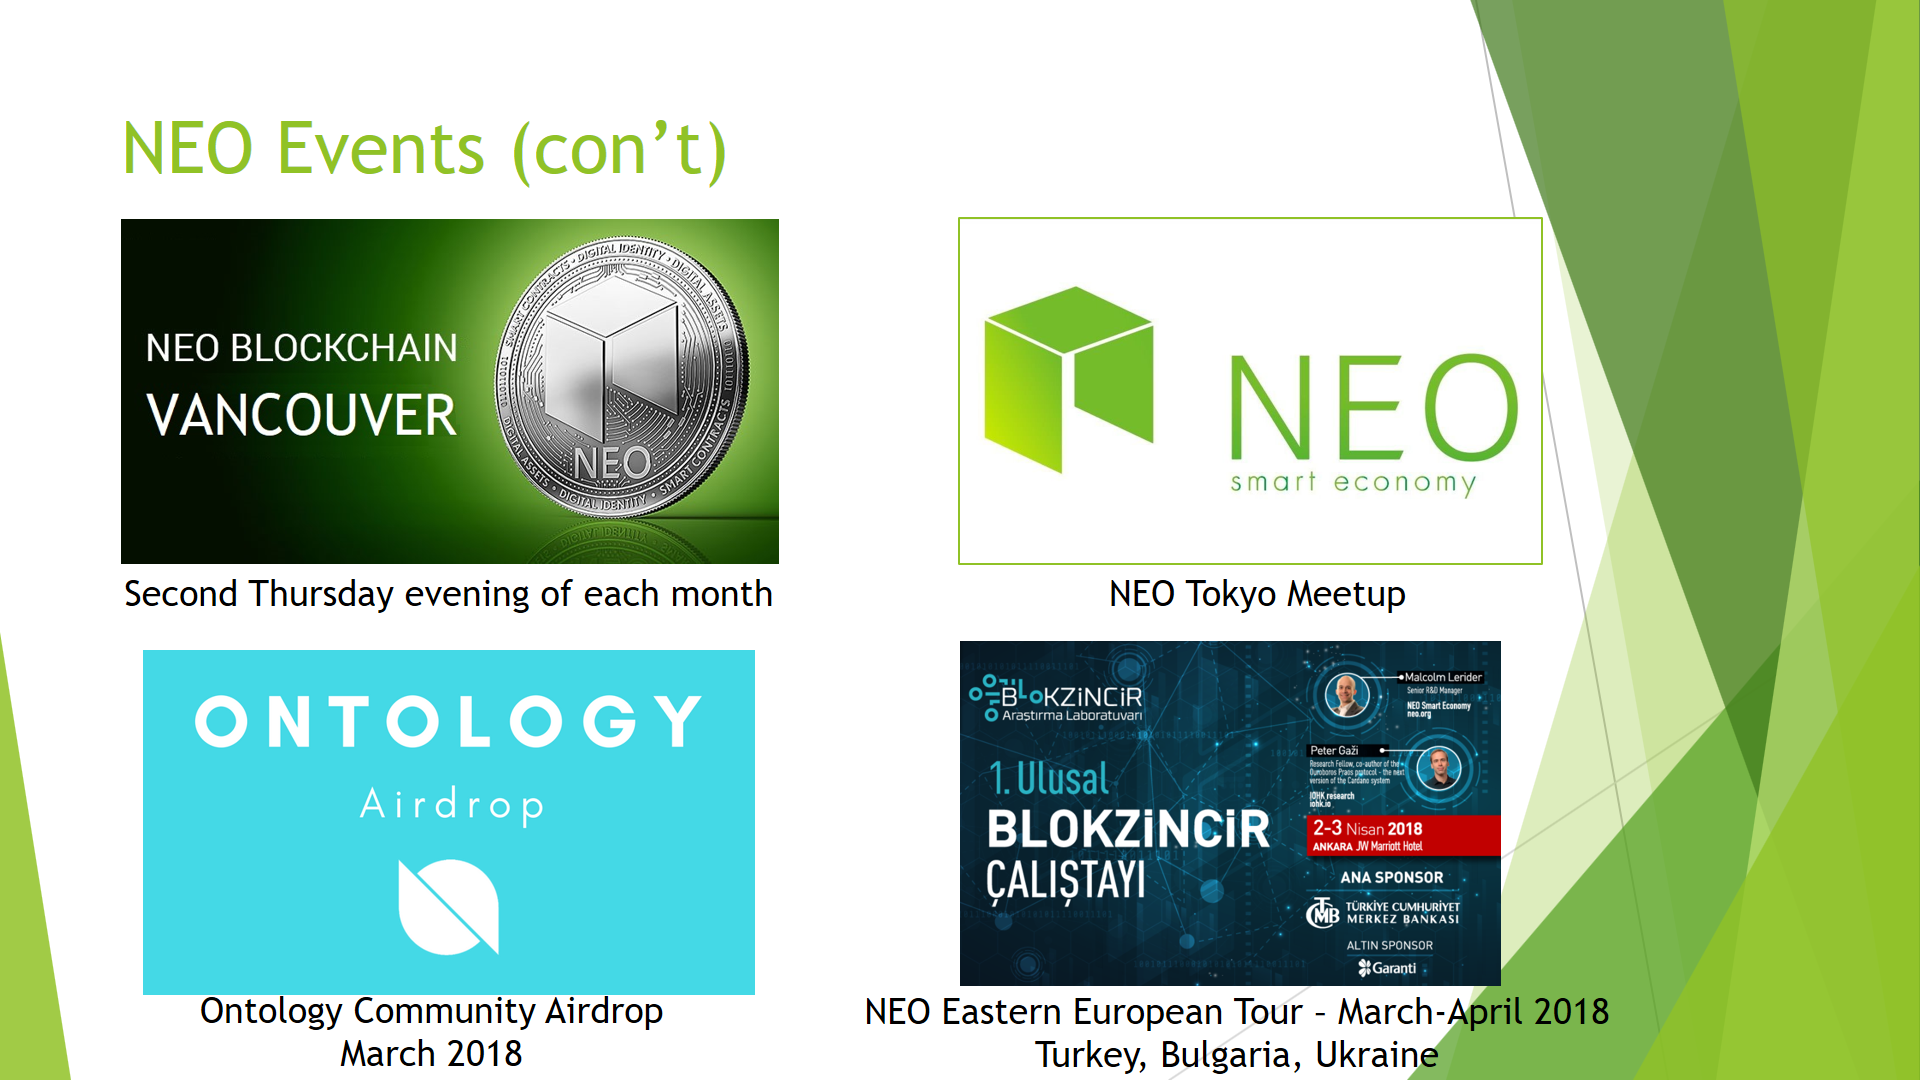 NEO Events (con’t)
NEO BLOCKCHAIN
VANCOUVER
SMART CONTRACTS • DIGITAL IDENTITY • DIGITAL ASSETS
DIGITAL ASSETS • DIGITAL IDENTITY • SMART CONTRACTS
NEO
Second Thursday evening of each month
NEO
smart economy
NEO Tokyo Meetup
ONTOLOGY
Airdrop
Ontology Community Airdrop
March 2018
BLoKZiNCiR
Arastırma Laboratuvarı
1. Ulusal
BLOKZiNCiR
ÇALIŞTAYI
Malcolm Lerider
Senior R&D Manager
NEO Smart Economy
neo.org
Peter Gaži
Research Fellow, co-author of the
Ouroboros Praos protocol - the next
version of the Cardano system
IOHK research
iohk.io
2-3 Nisan 2018
ANKARA JW Marriott Hotel
ANA SPONSOR
TCMB TÜRKİYE CUMHURİYET
MERKEZ BANKASI
ALTIN SPONSOR
Garanti
NEO Eastern European Tour – March-April 2018
Turkey, Bulgaria, Ukraine